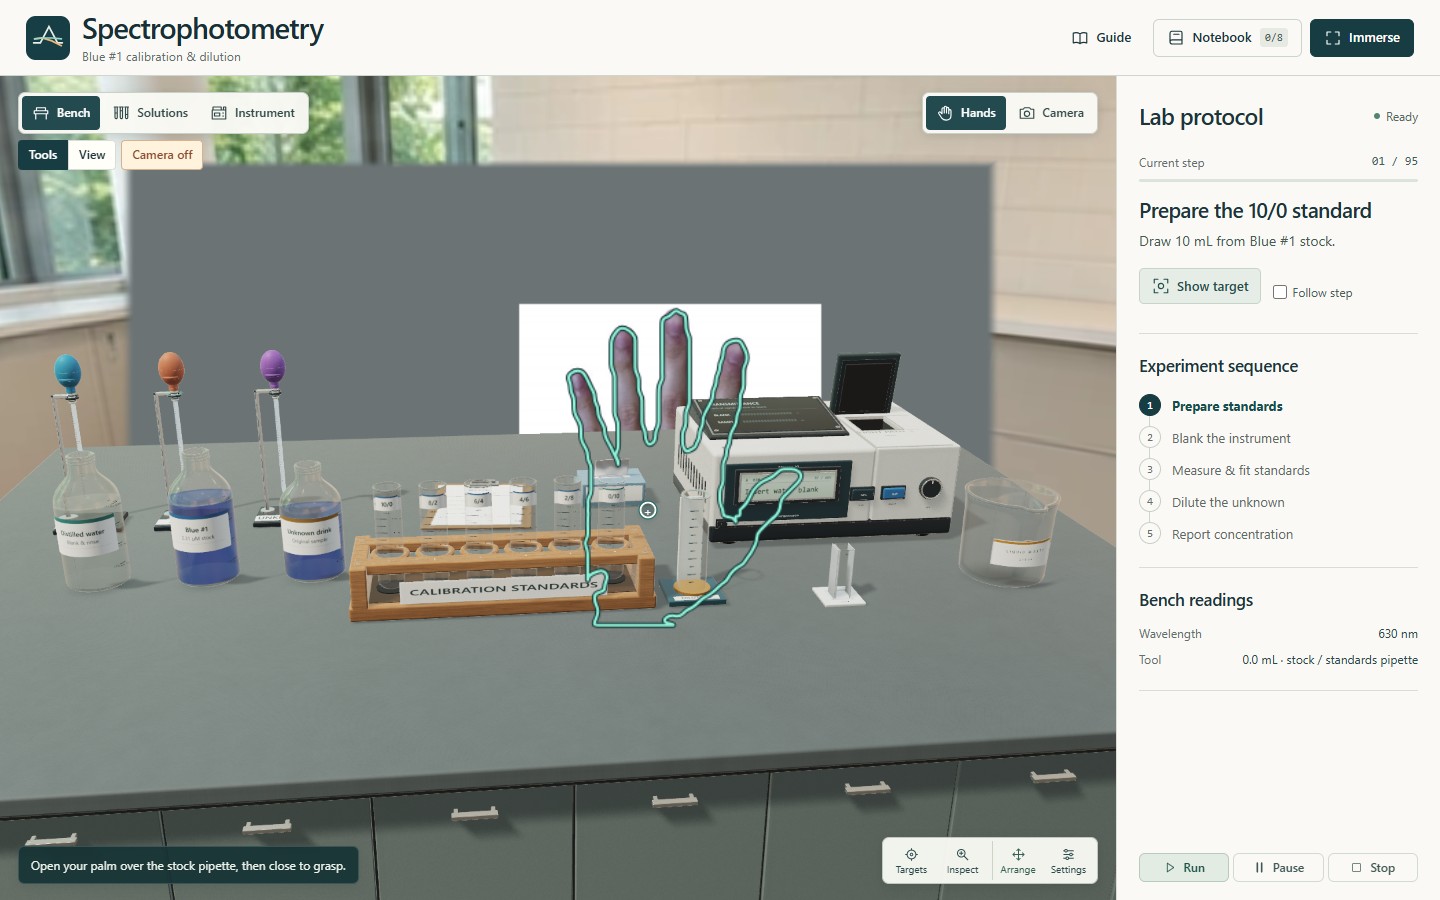 Spectrophotometry
Blue #1 calibration & dilution
Guide
Notebook 0/8
Immerse
Bench
Solutions
Instrument
Hands
Camera
Tools
View
Camera off
Lab protocol
Ready
Current step
01 / 95
Prepare the 10/0 standard
Draw 10 mL from Blue #1 stock.
Show target
Follow step
Experiment sequence
1 Prepare standards
2 Blank the instrument
3 Measure & fit standards
4 Dilute the unknown
5 Report concentration
Bench readings
Wavelength 630 nm
Tool 0.0 mL · stock / standards pipette
Run
Pause
Stop
Distilled water
Blue #1
Unknown drink
10/0
8/2
6/4
4/6
2/8
0/10
CALIBRATION STANDARDS
Insert water blank
Open your palm over the stock pipette, then close to grasp.
Targets
Inspect
Arrange
Settings